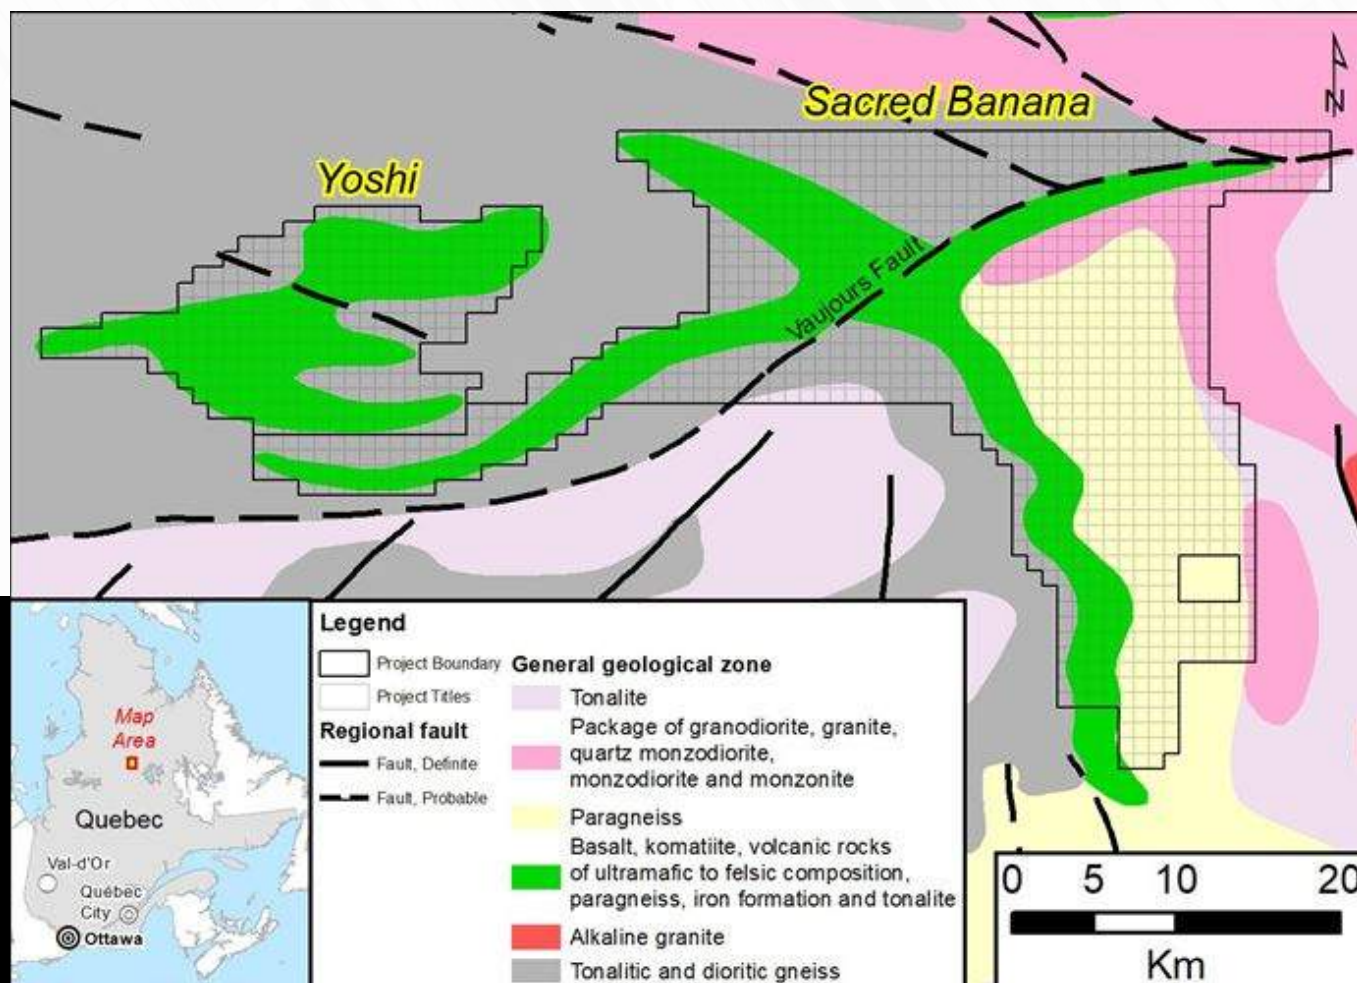 Sacred Banana
N
Yoshi
Vaujours Fault
Map
Area
Quebec
Val-d'Or
Québec
City
Ottawa
Legend
Project Boundary
Project Titles
Regional fault
Fault, Definite
Fault, Probable
General geological zone
Tonalite
Package of granodiorite, granite,
quartz monzodiorite,
monzodiorite and monzonite
Paragneiss
Basalt, komatiite, volcanic rocks
of ultramafic to felsic composition,
paragneiss, iron formation and tonalite
Alkaline granite
Tonalitic and dioritic gneiss
0 5 10 20
Km